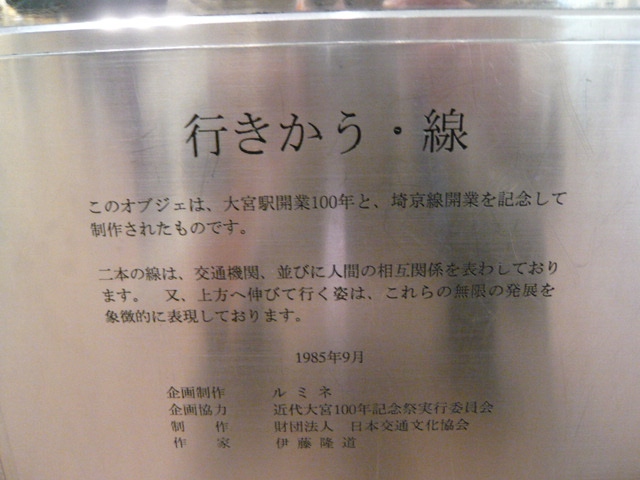 行きかう・線
このオブジェは、大宮駅開業100年と、埼京線開業を記念して
制作されたものです。
二本の線は、交通機関、並びに人間の相互関係を表わしており
ます。 又、上方へ伸びて行く姿は、これらの無限の発展を
象徴的に表現しております。
1985年9月
企画制作 ルミネ
企画協力 近代大宮100年記念祭実行委員会
制作 財団法人 日本交通文化協会
作家 伊藤隆道